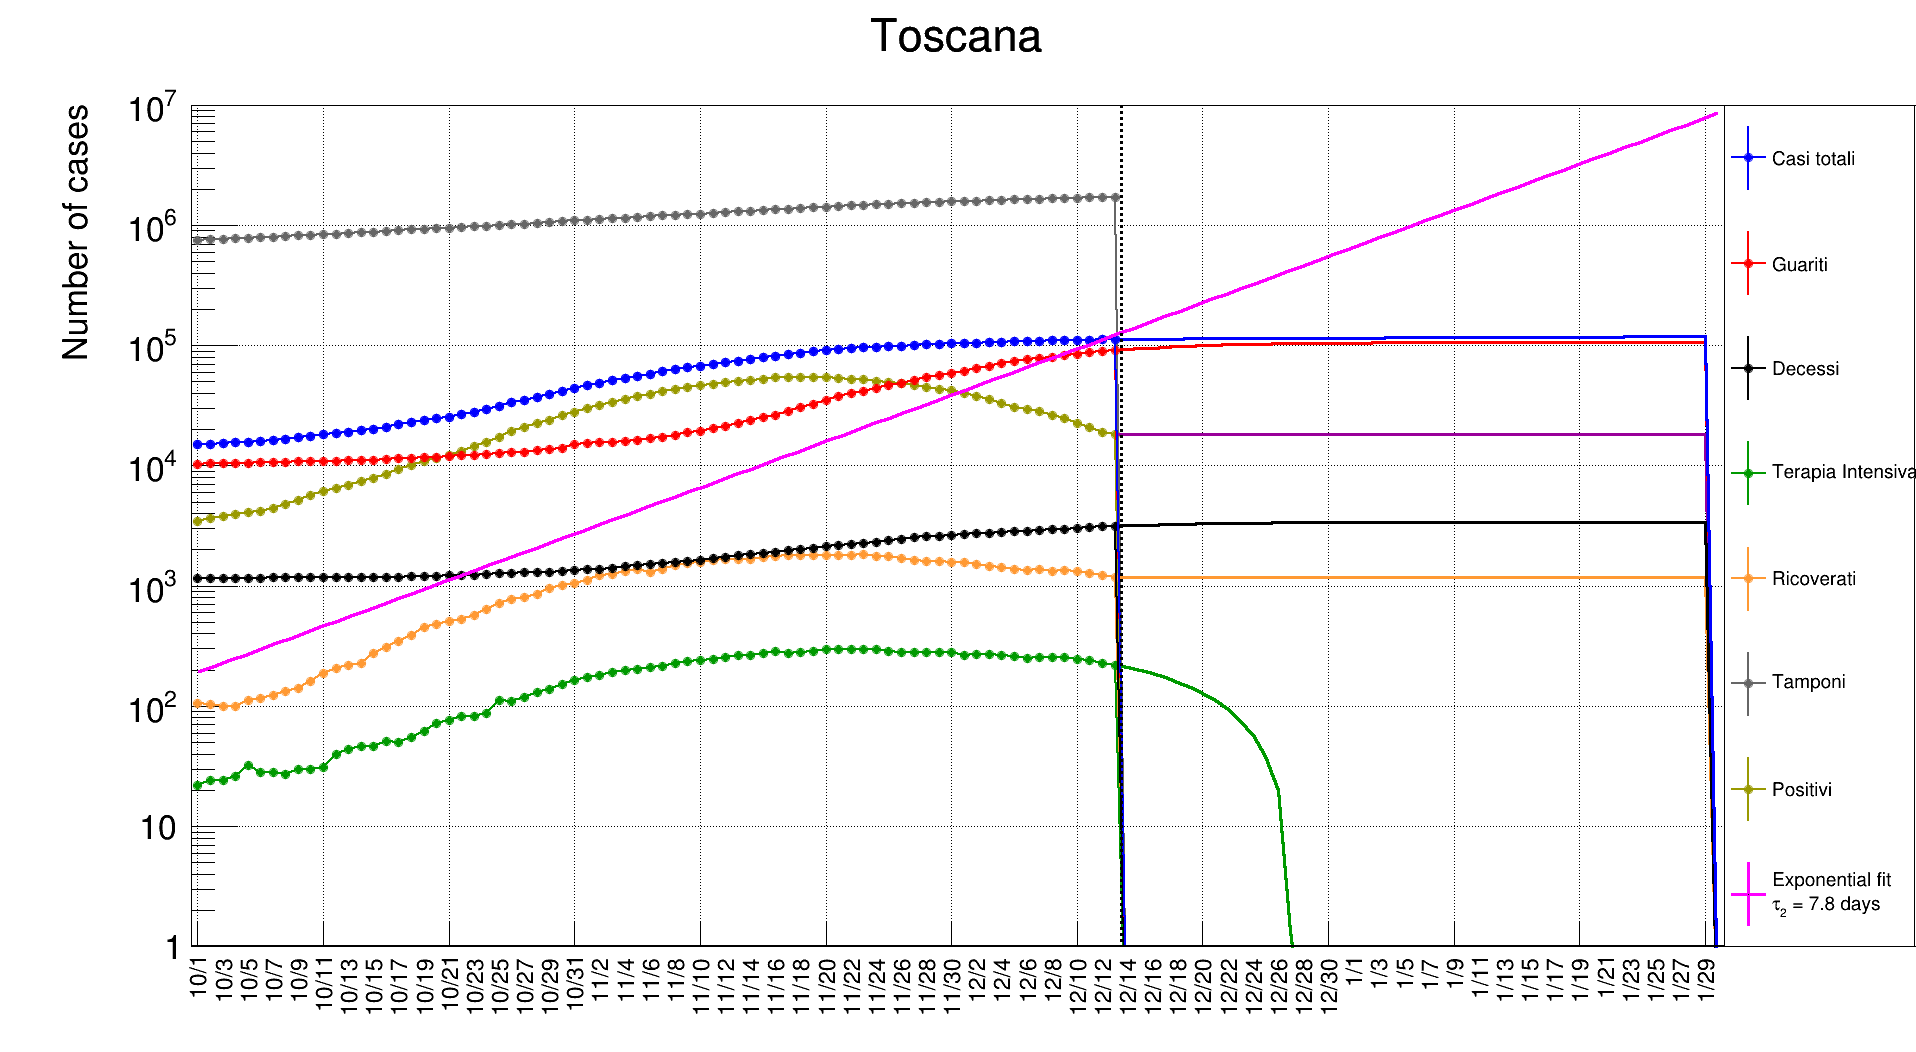 Toscana
Number of cases
10^7
10^6
10^5
10^4
10^3
10^2
10
1
10/1 10/3 10/5 10/7 10/9 10/11 10/13 10/15 10/17 10/19 10/21 10/23 10/25 10/27 10/29 10/31 11/2 11/4 11/6 11/8 11/10 11/12 11/14 11/16 11/18 11/20 11/22 11/24 11/26 11/28 11/30 12/2 12/4 12/6 12/8 12/10 12/12 12/14 12/16 12/18 12/20 12/22 12/24 12/26 12/28 12/30 1/1 1/3 1/5 1/7 1/9 1/11 1/13 1/15 1/17 1/19 1/21 1/23 1/25 1/27 1/29
Casi totali
Guariti
Decessi
Terapia Intensiva
Ricoverati
Tamponi
Positivi
Exponential fit
τ₂ = 7.8 days